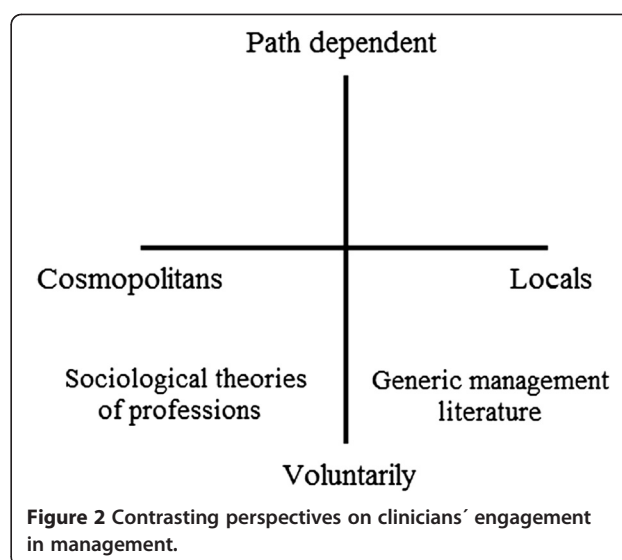 Path dependent
Cosmopolitans Locals
Sociological theories
of professions
Generic management
literature
Voluntarily
Figure 2 Contrasting perspectives on clinicians´ engagement
in management.